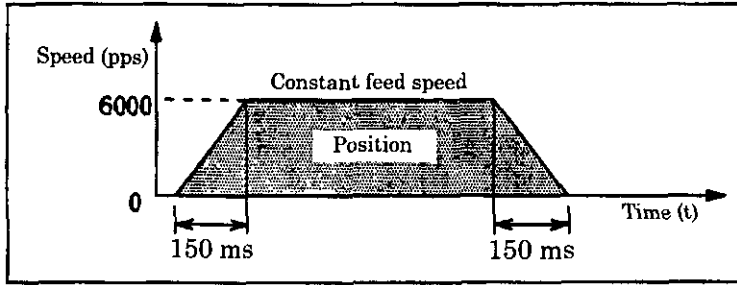 Speed (pps)
Constant feed speed
6000
Position
0
Time (t)
150 ms
150 ms